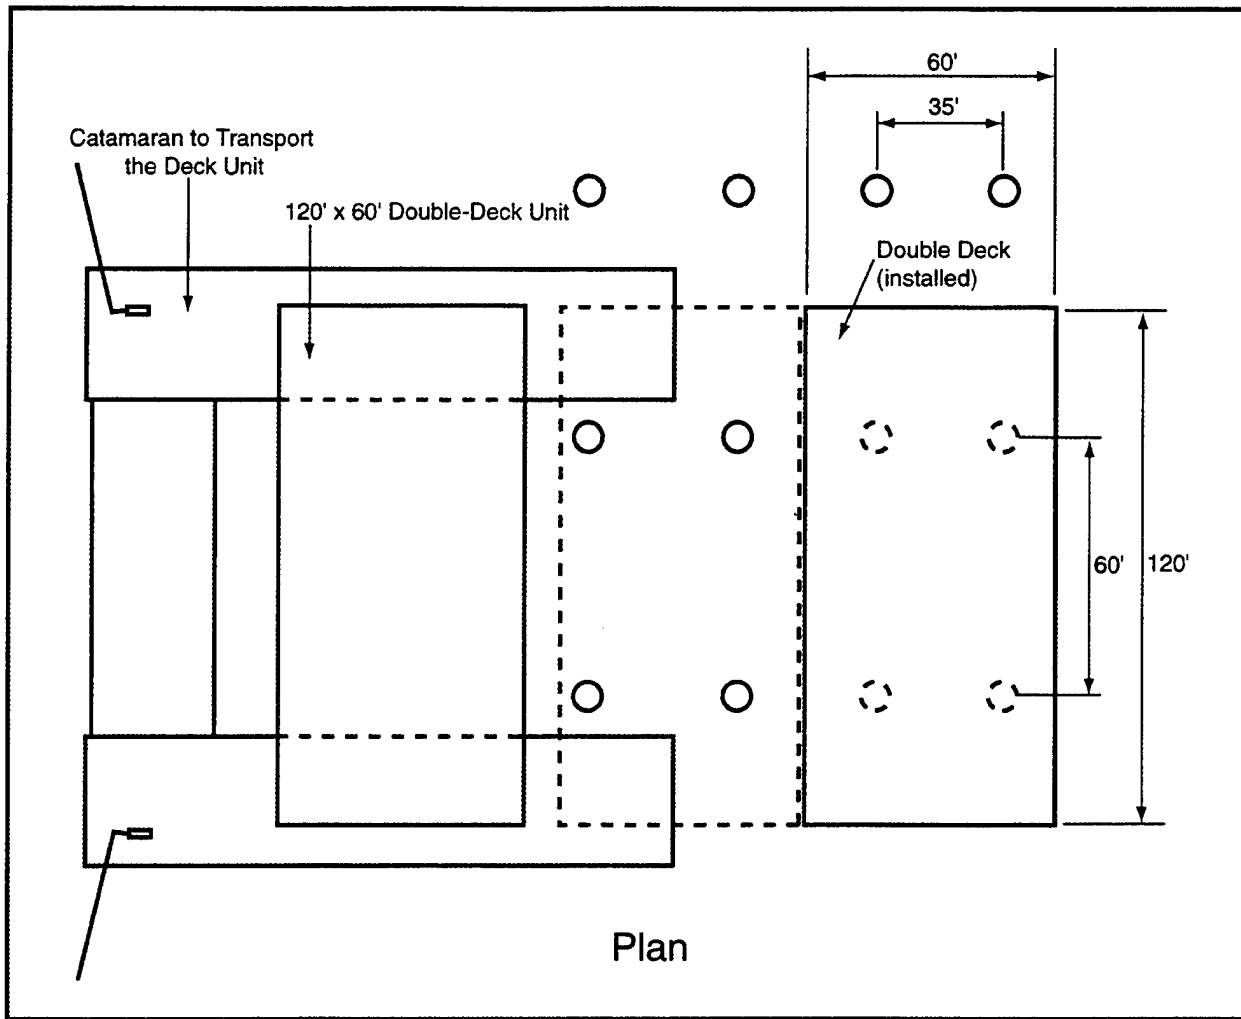 60'
35'
Catamaran to Transport
the Deck Unit
120' x 60' Double-Deck Unit
Double Deck
(installed)
60'
120'
Plan